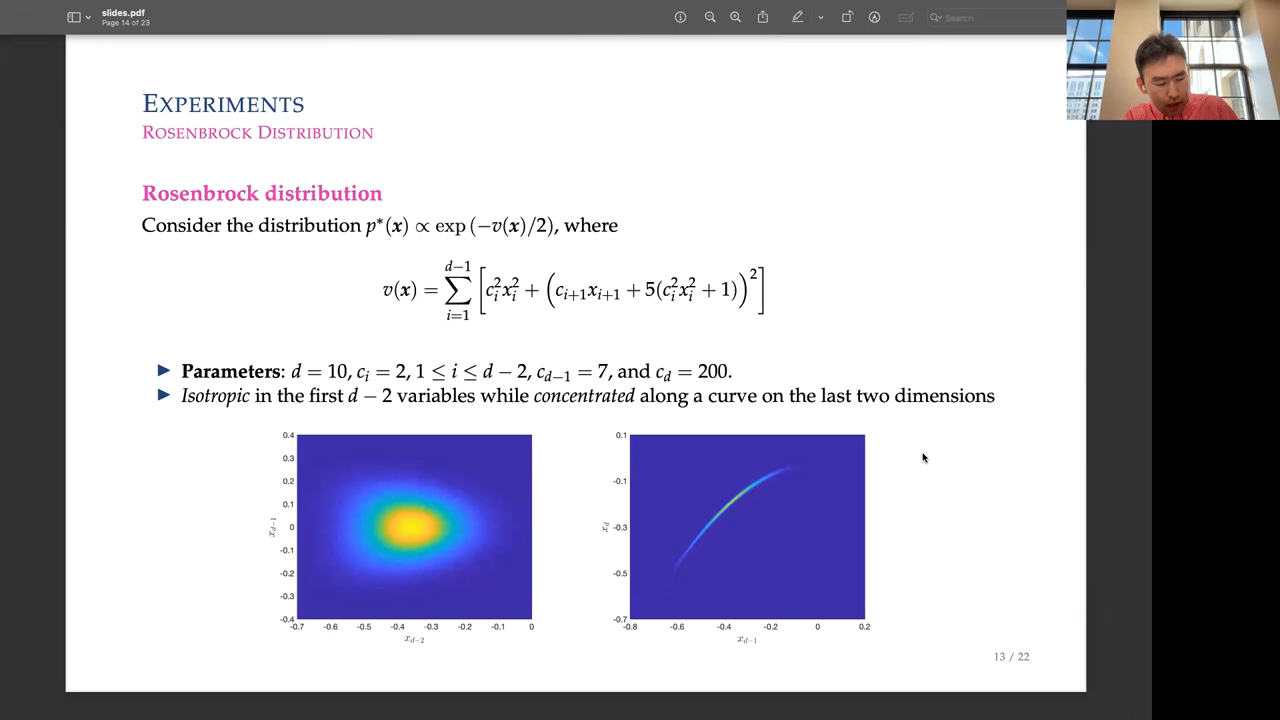 slides.pdf
Page 14 of 23
Search
EXPERIMENTS
ROSENBROCK DISTRIBUTION
Rosenbrock distribution
Consider the distribution p*(x) ∝ exp (−v(x)/2), where
v(x) = ∑_{i=1}^{d−1} [c_i^2 x_i^2 + (c_{i+1}x_{i+1} + 5(c_i^2 x_i^2 + 1))^2]
▶ Parameters: d = 10, c_i = 2, 1 ≤ i ≤ d − 2, c_{d−1} = 7, and c_d = 200.
▶ Isotropic in the first d − 2 variables while concentrated along a curve on the last two dimensions
0.4
0.3
0.2
0.1
0
-0.1
-0.2
-0.3
-0.4
x_{d−1}
-0.7 -0.6 -0.5 -0.4 -0.3 -0.2 -0.1 0
x_{d−2}
0.1
-0.1
-0.3
-0.5
-0.7
x_d
-0.8 -0.6 -0.4 -0.2 0 0.2
x_{d−1}
13 / 22